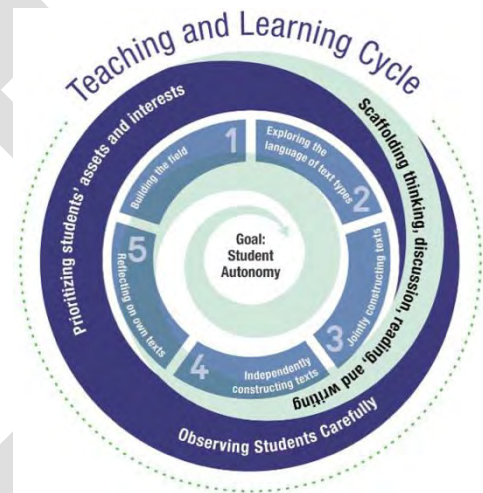 Teaching and Learning Cycle
Prioritizing students' assets and interests
Scaffolding thinking, discussion, reading, and writing
Observing Students Carefully
1
Building the field
2
Exploring the
language of text types
3
Jointly constructing texts
4
Independently
constructing texts
5
Reflecting on own texts
Goal:
Student
Autonomy